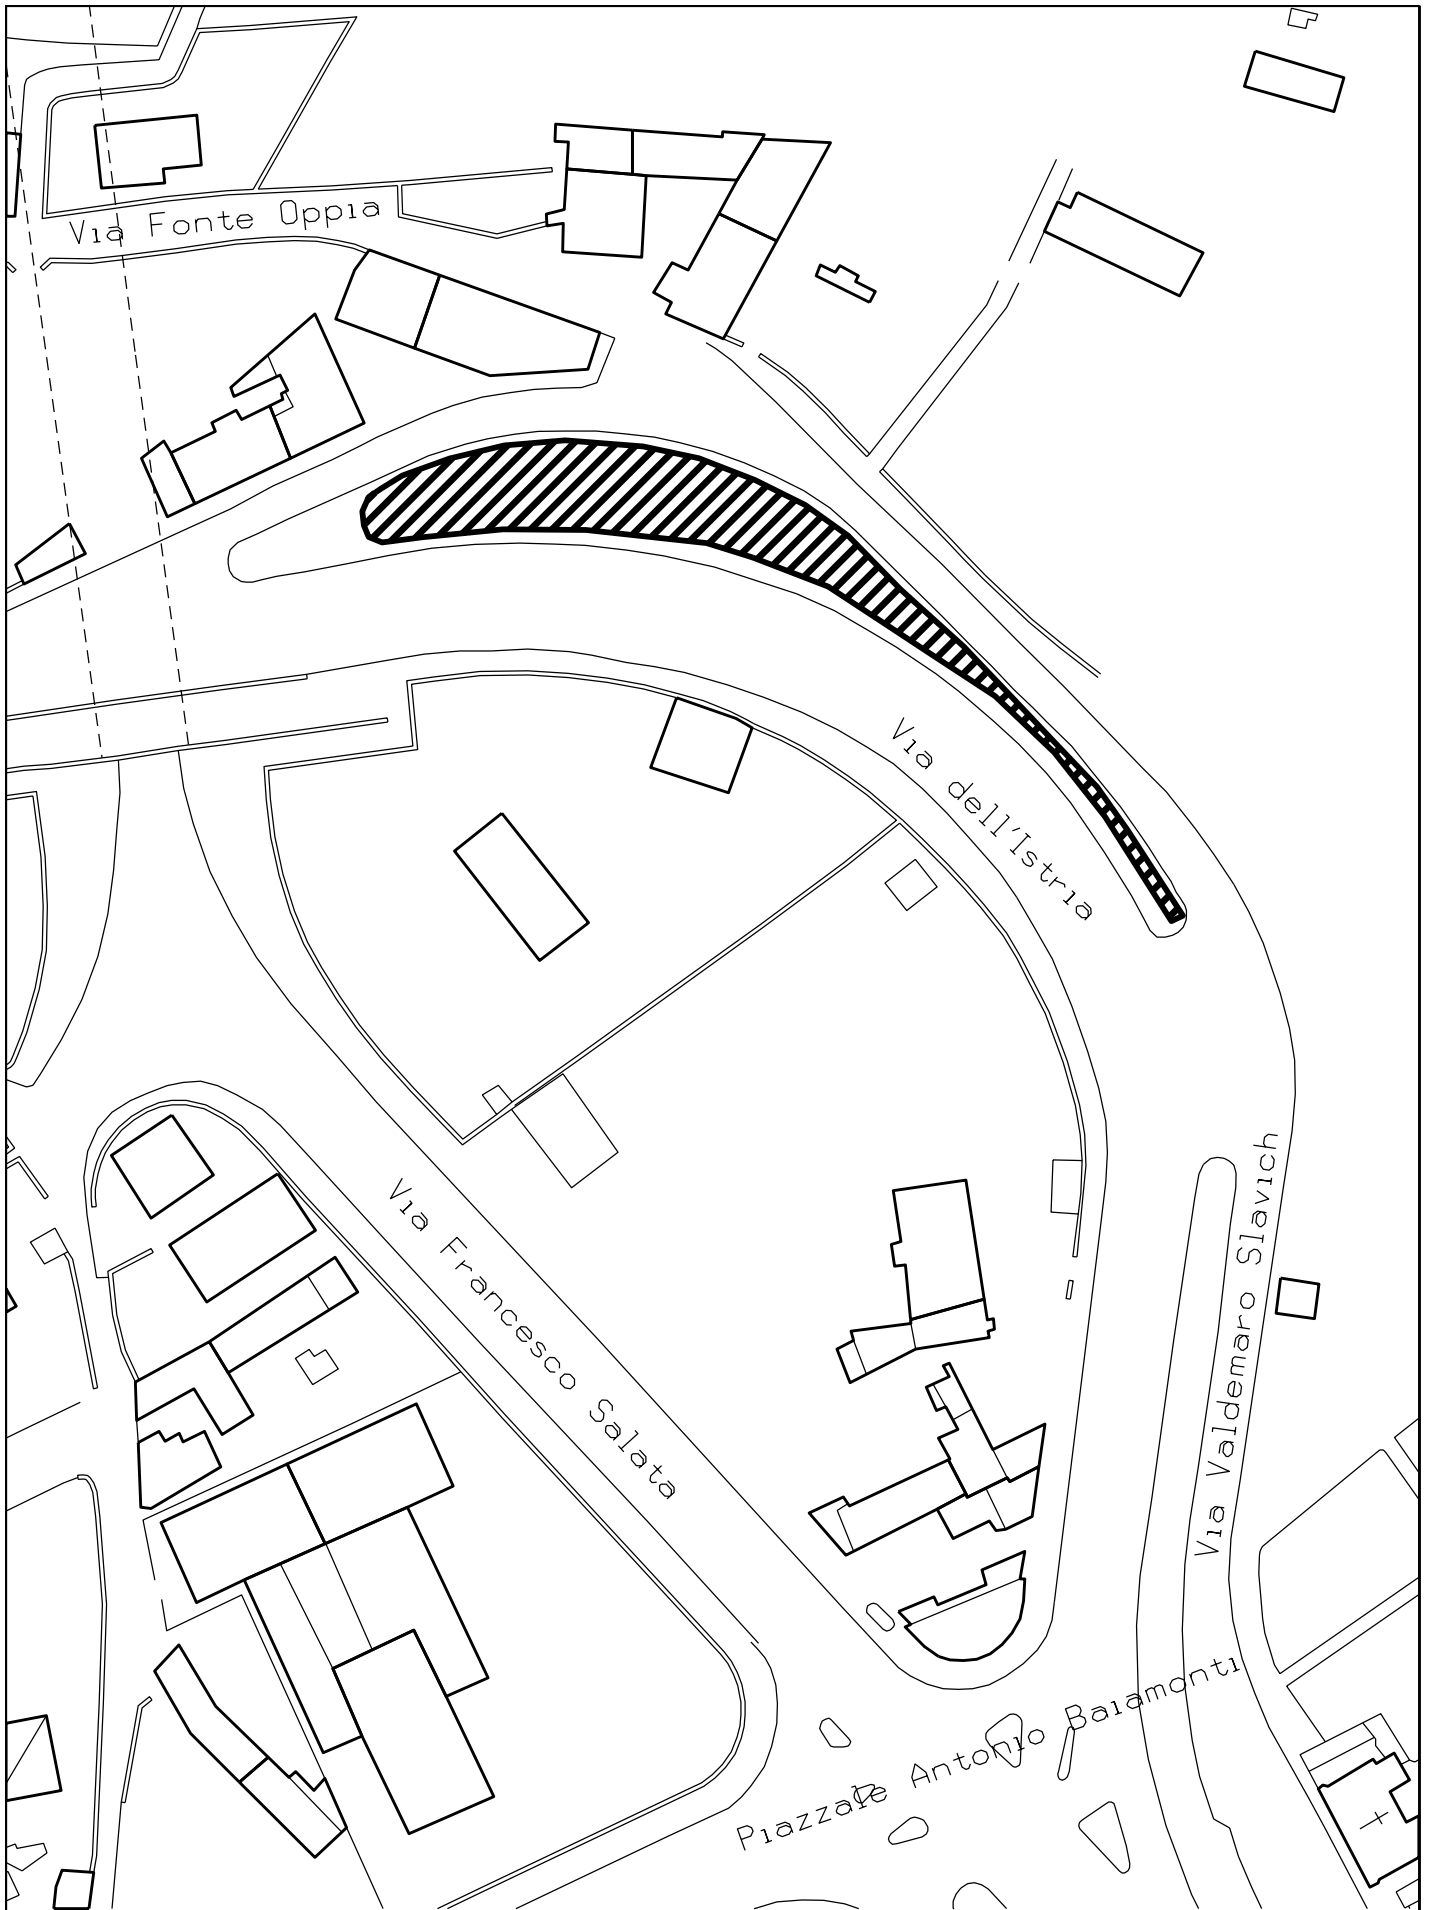 Via Fonte Oppia
Via dell'Istria
Via Francesco Salata
Via Valdemaro Slavich
Piazzale Antonio Baiamonti